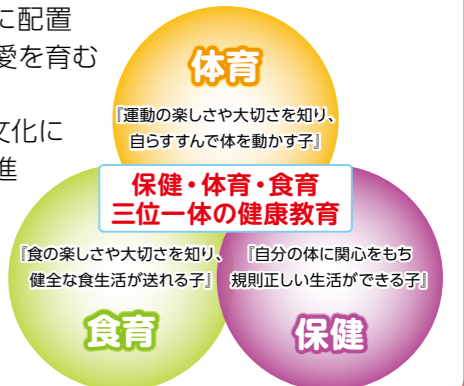 に配置
愛を育む
文化に
進
体育
『運動の楽しさや大切さを知り、
自らすすんで体を動かす子』
保健・体育・食育
三位一体の健康教育
『食の楽しさや大切さを知り、
健全な食生活が送れる子』
食育
『自分の体に関心をもち
規則正しい生活ができる子』
保健